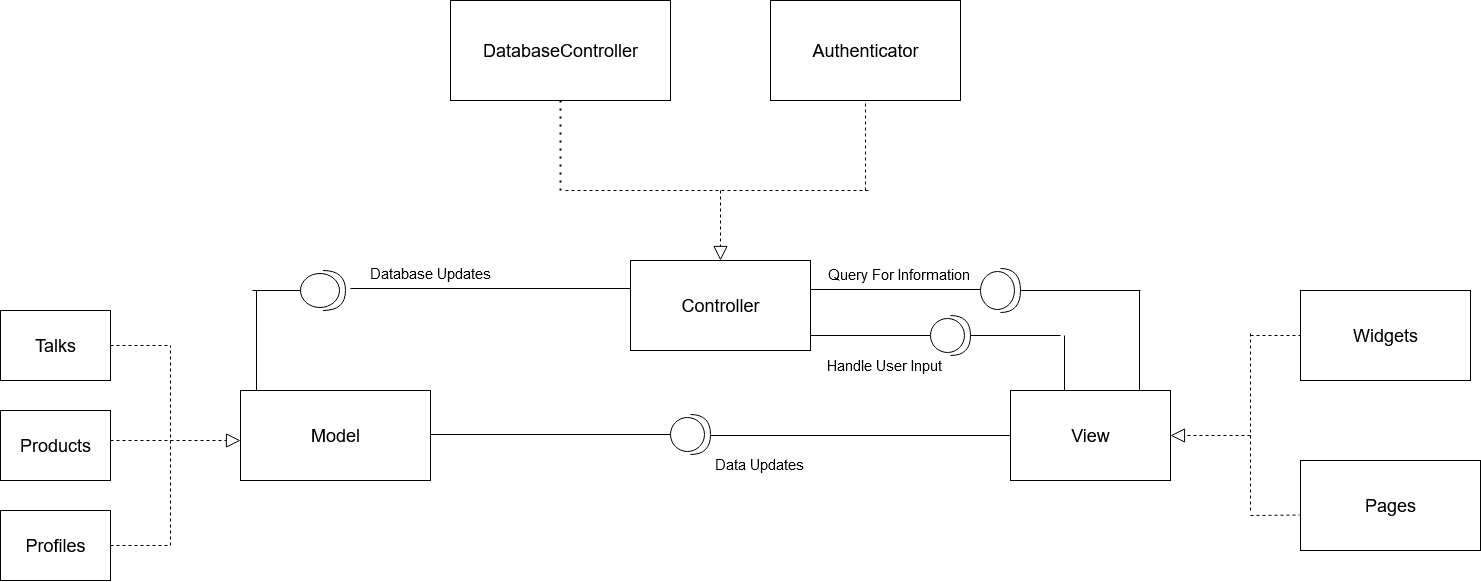 DatabaseController
Authenticator
Database Updates
Query For Information
Controller
Talks
Widgets
Handle User Input
Products
Model
View
Data Updates
Pages
Profiles